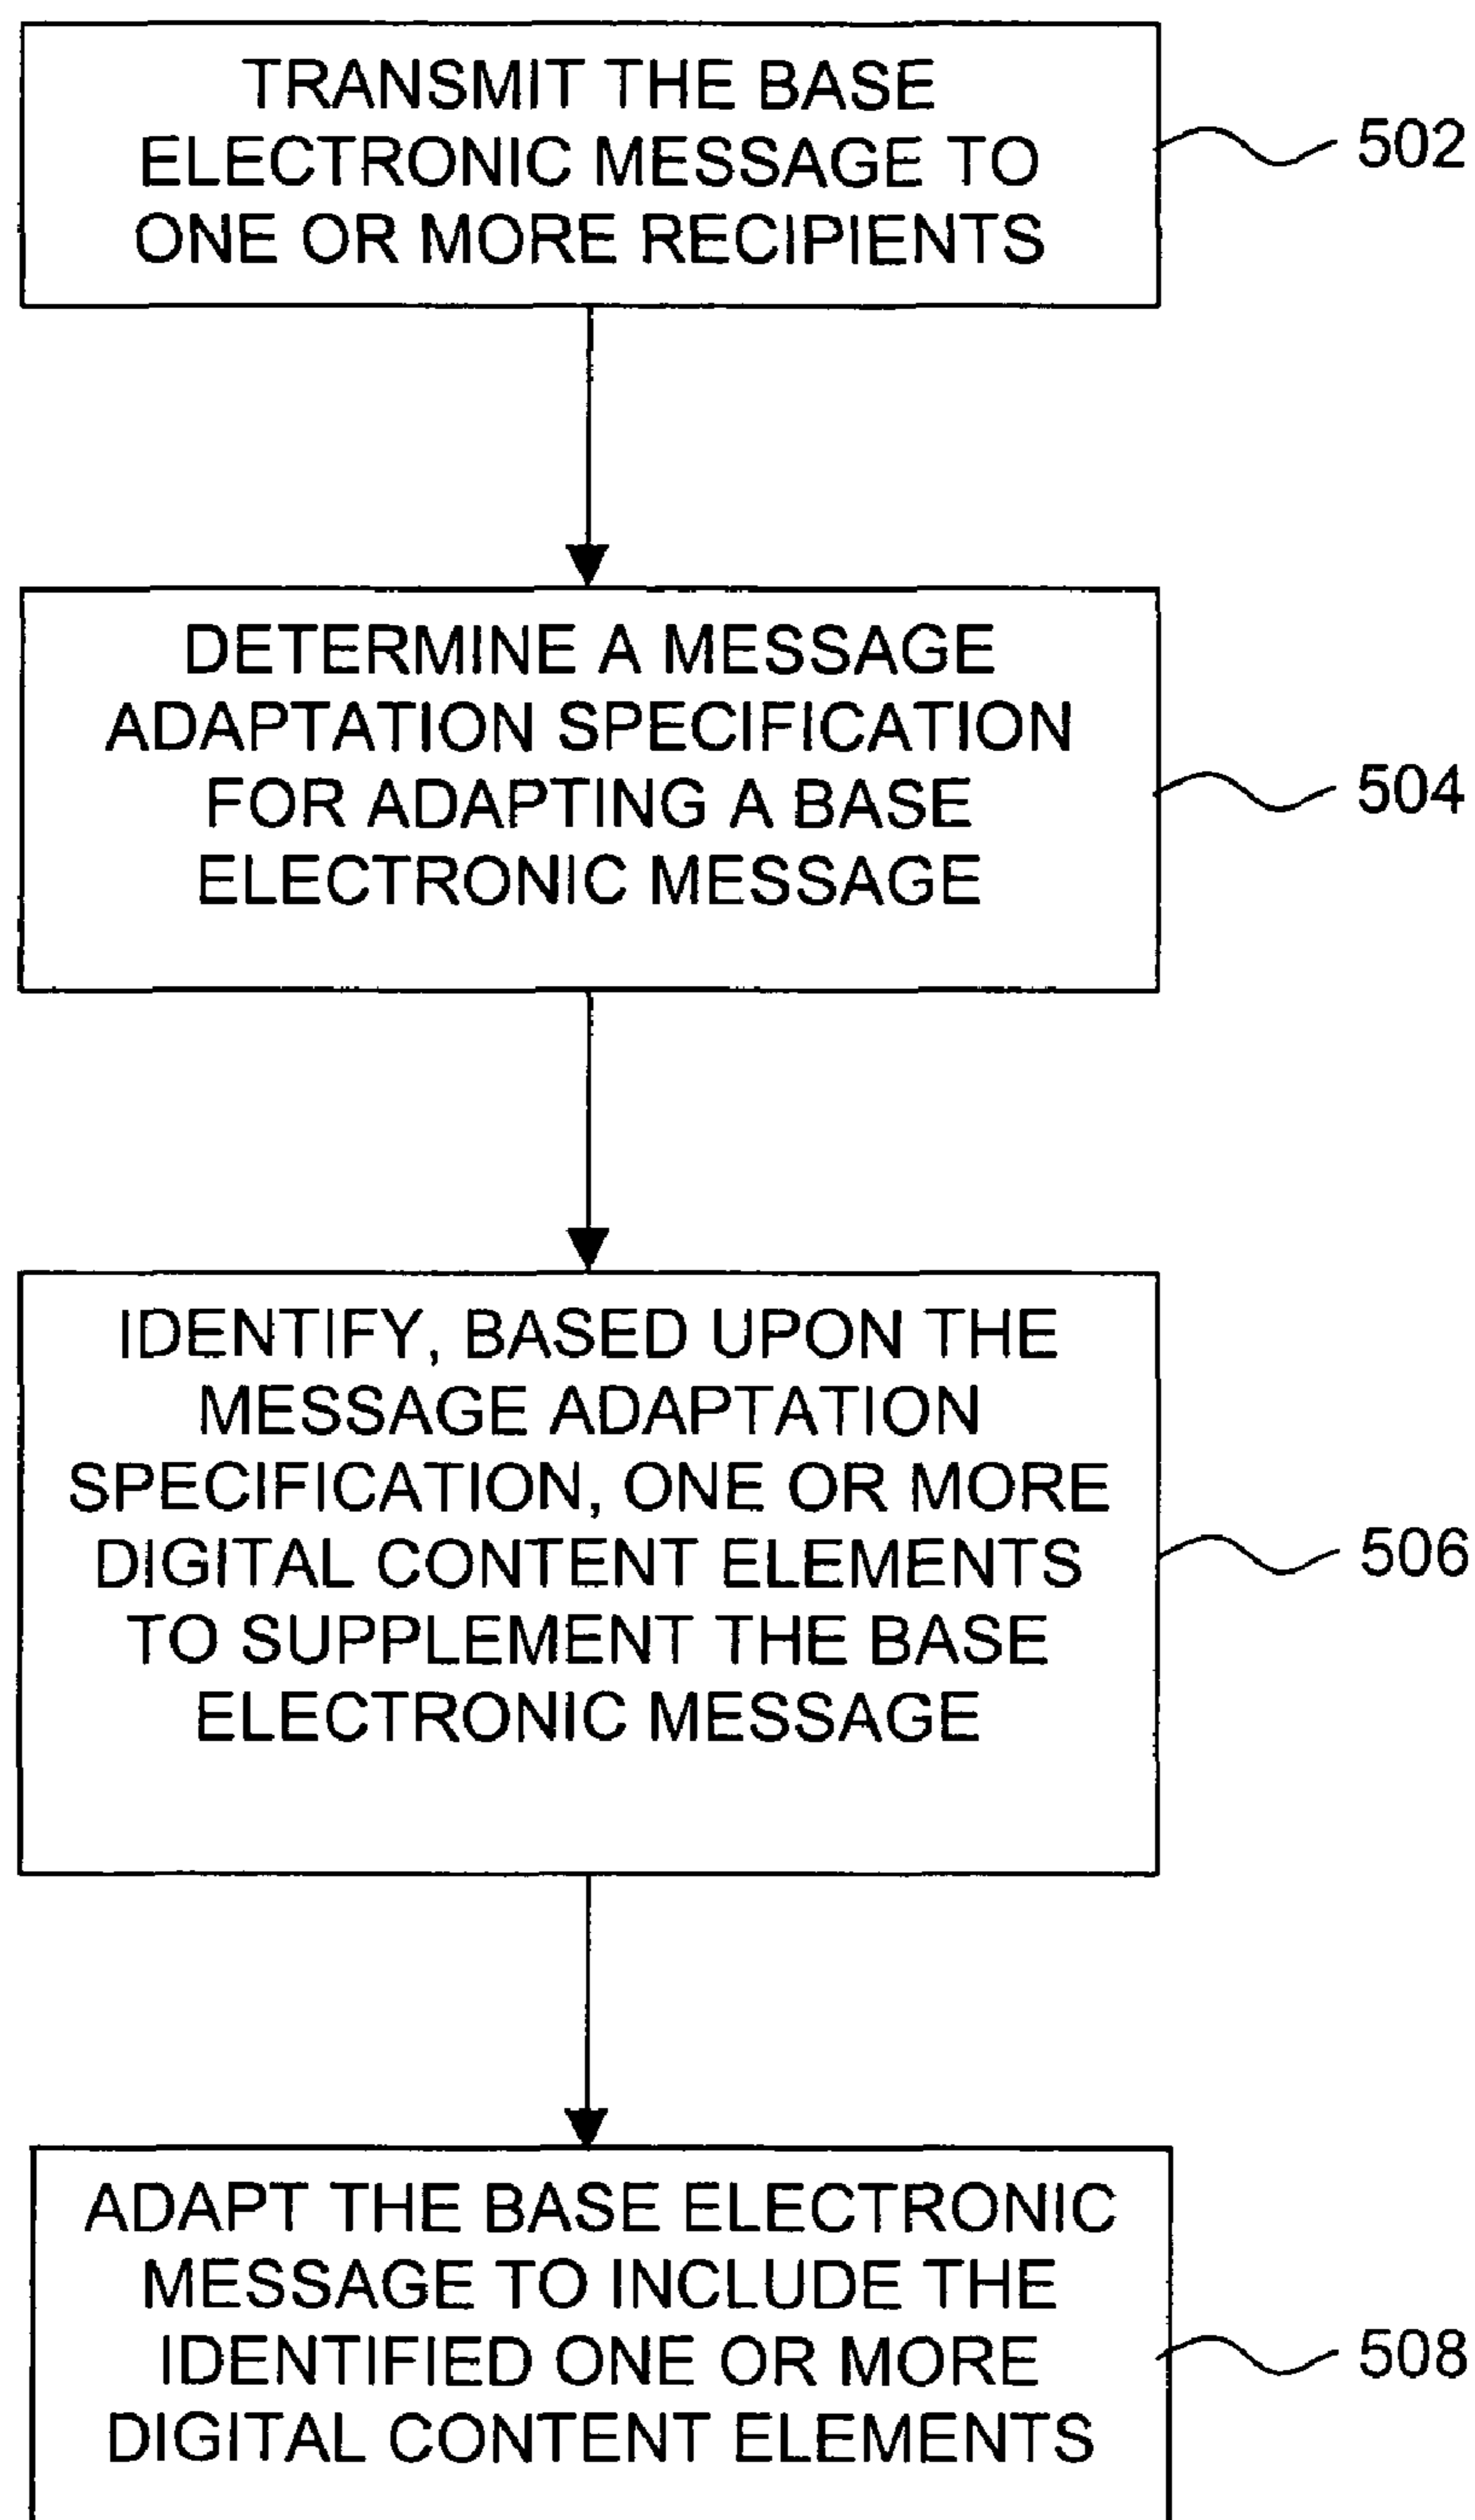 TRANSMIT THE BASE
ELECTRONIC MESSAGE TO
ONE OR MORE RECIPIENTS
502
DETERMINE A MESSAGE
ADAPTATION SPECIFICATION
FOR ADAPTING A BASE
ELECTRONIC MESSAGE
504
IDENTIFY, BASED UPON THE
MESSAGE ADAPTATION
SPECIFICATION, ONE OR MORE
DIGITAL CONTENT ELEMENTS
TO SUPPLEMENT THE BASE
ELECTRONIC MESSAGE
506
ADAPT THE BASE ELECTRONIC
MESSAGE TO INCLUDE THE
IDENTIFIED ONE OR MORE
DIGITAL CONTENT ELEMENTS
508